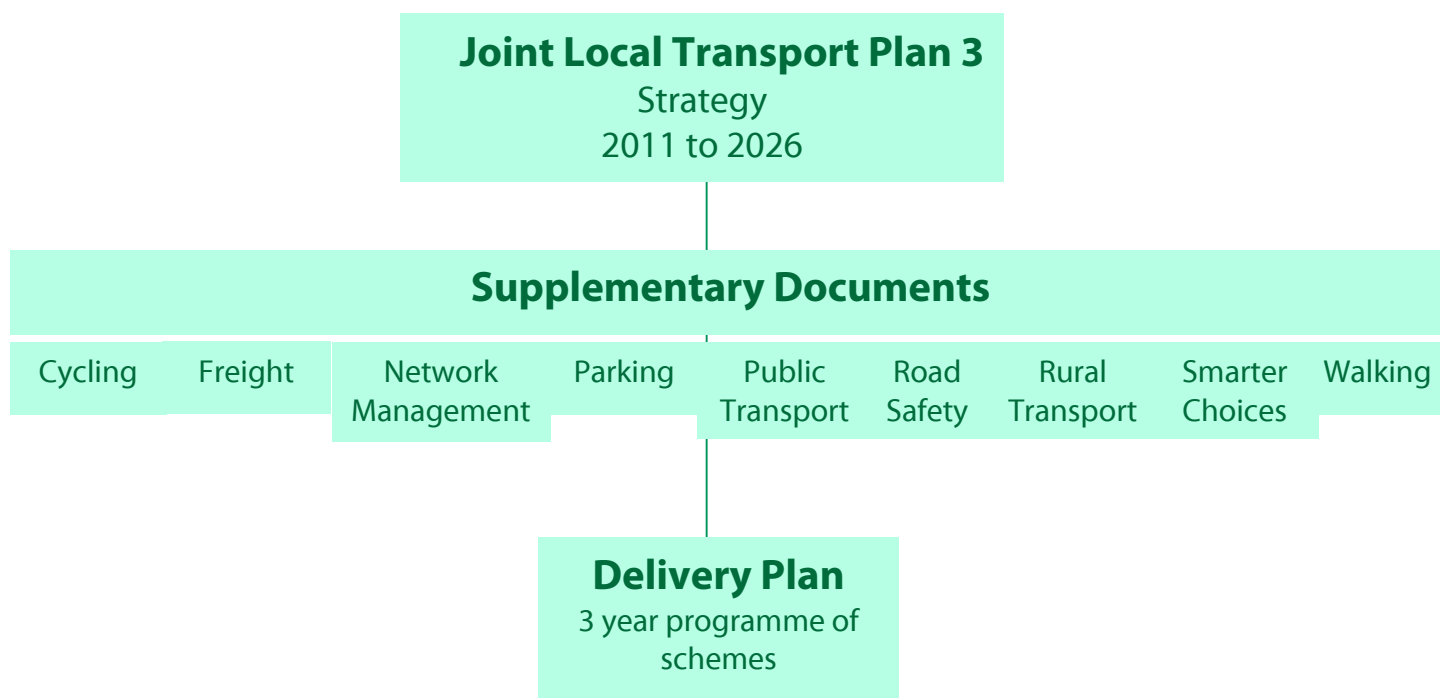 Joint Local Transport Plan 3
Strategy
2011 to 2026
Supplementary Documents
Cycling
Freight
Network
Management
Parking
Public
Transport
Road
Safety
Rural
Transport
Smarter
Choices
Walking
Delivery Plan
3 year programme of
schemes